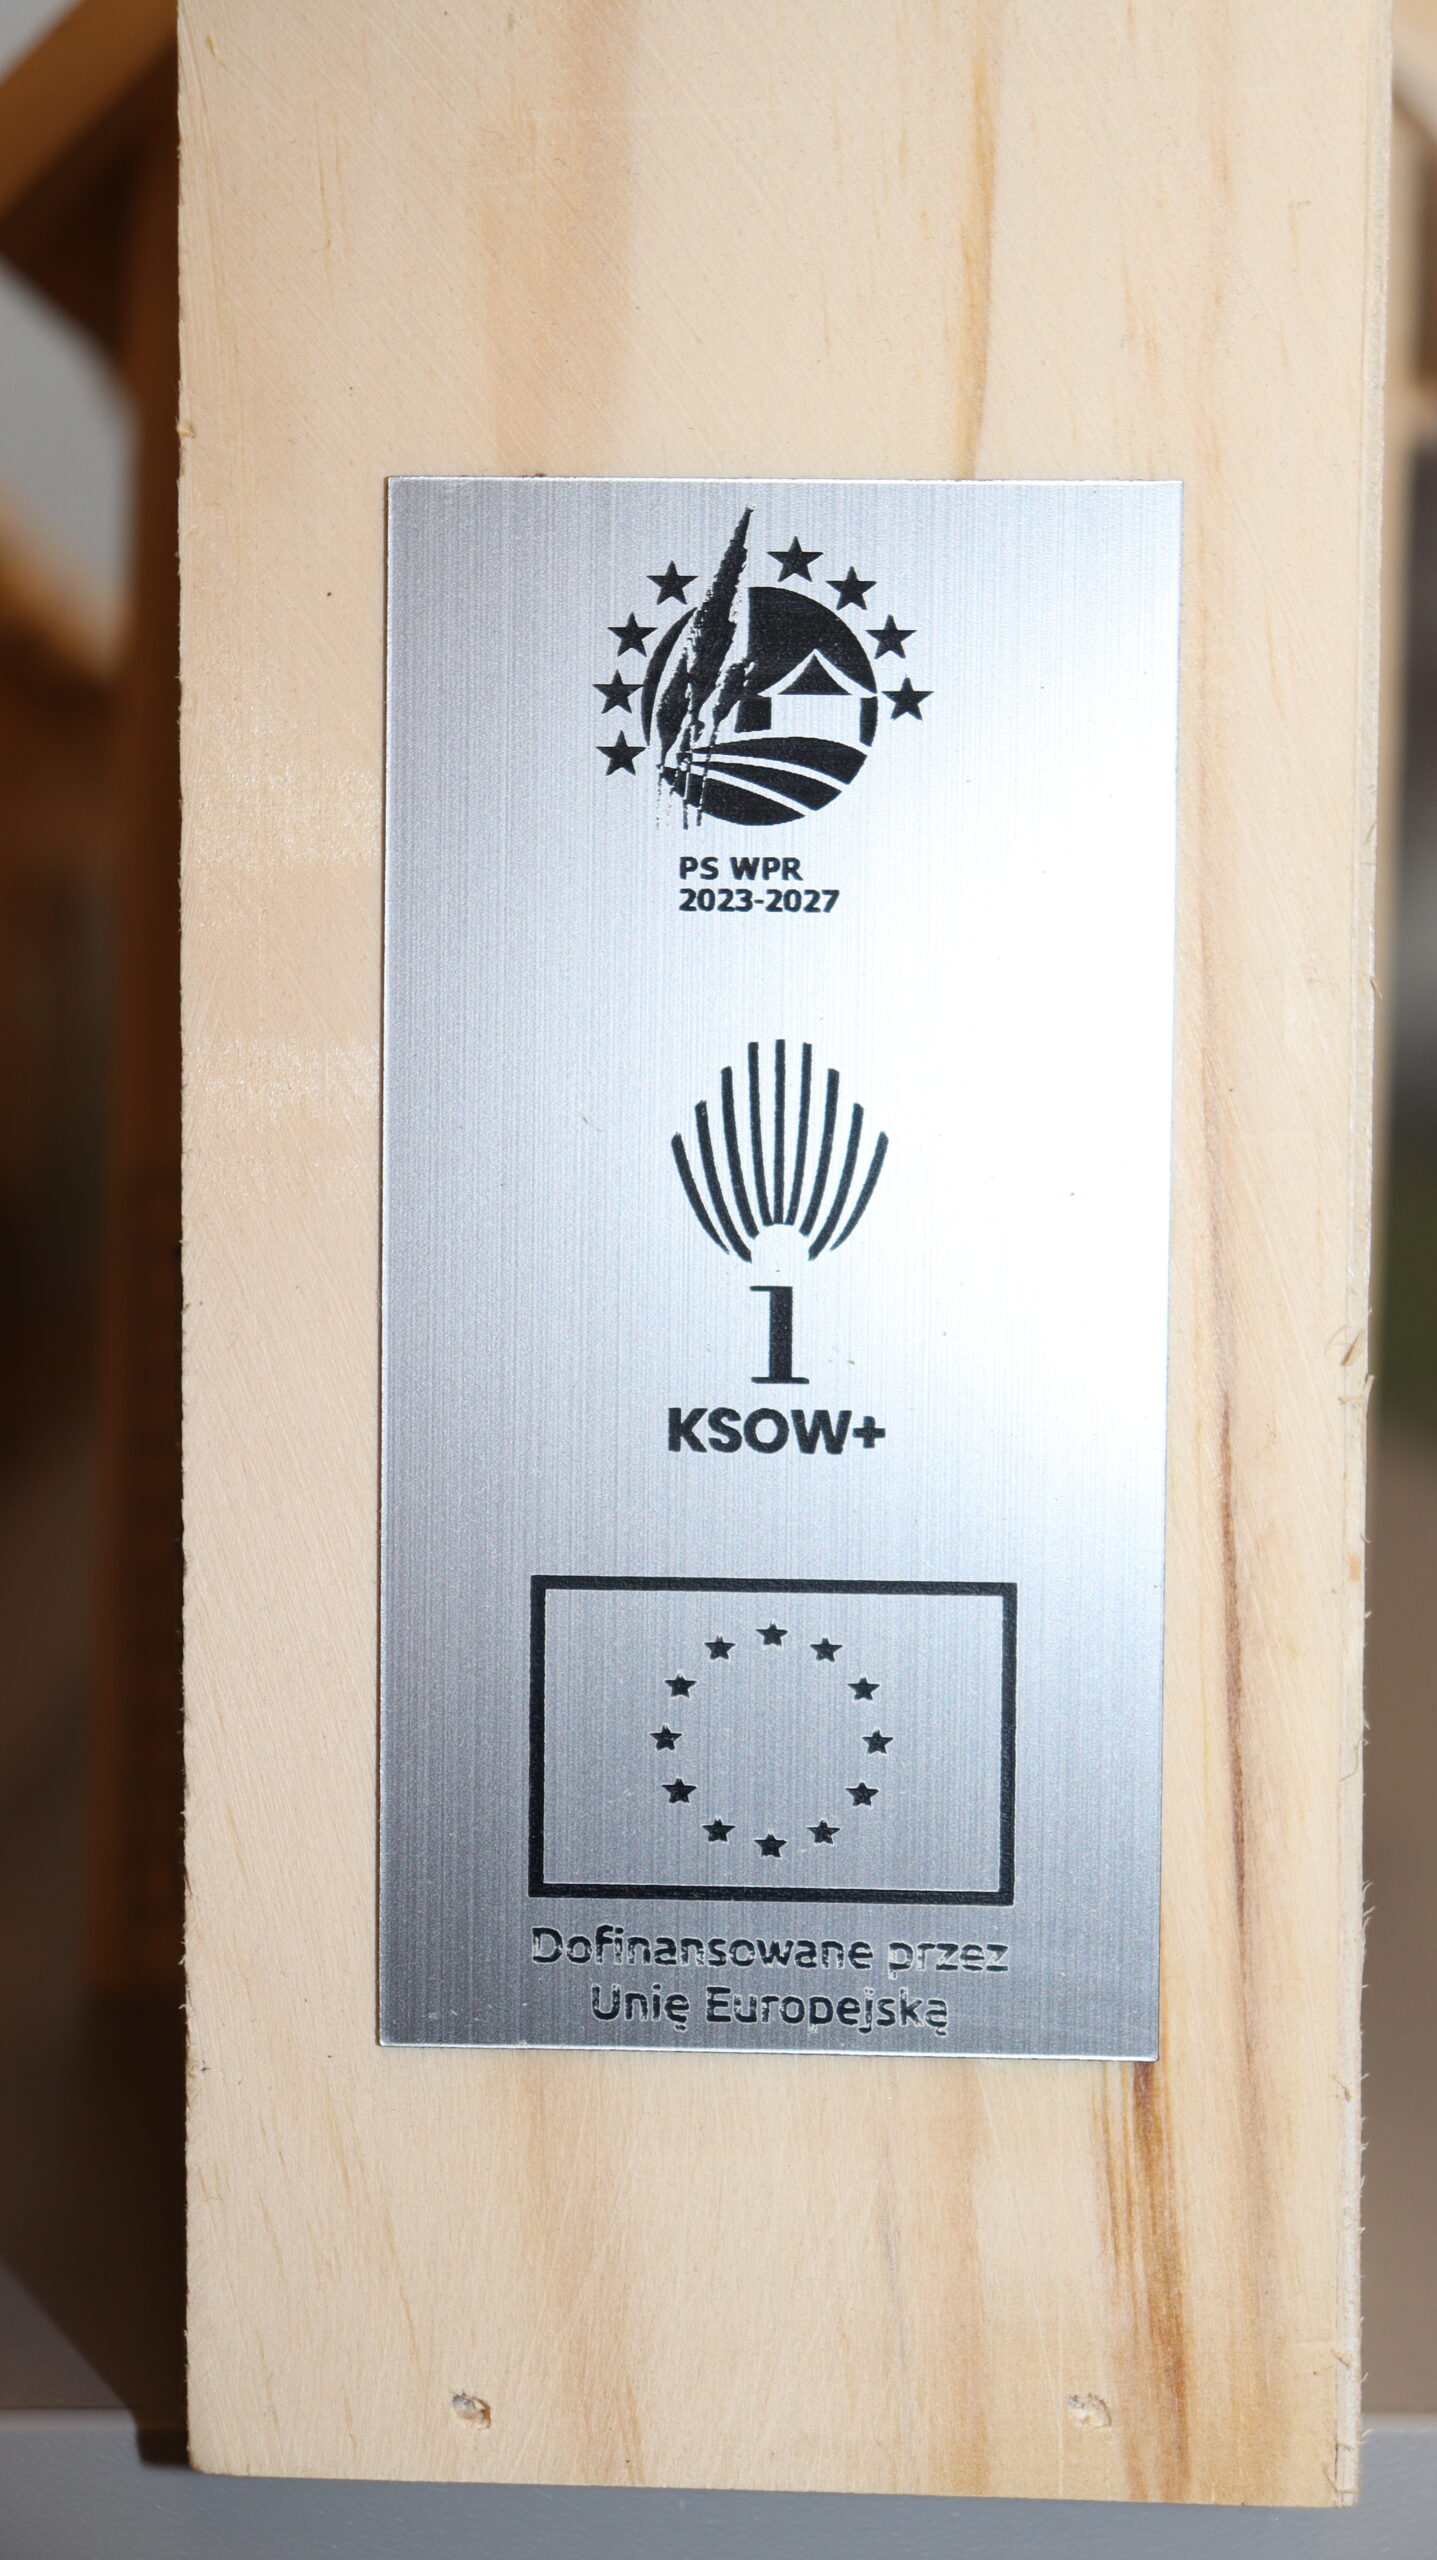 PS WPR
2023-2027
KSOW+
Dofinansowane przez
Unię Europejską